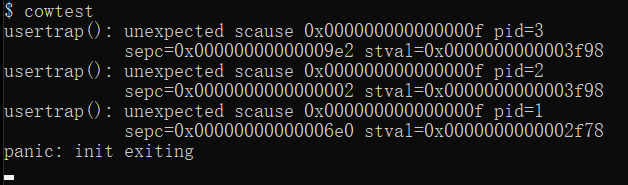 $ cowtest
usertrap(): unexpected scause 0x000000000000000f pid=3
sepc=0x00000000000009e2 stval=0x0000000000003f98
usertrap(): unexpected scause 0x000000000000000f pid=2
sepc=0x0000000000000002 stval=0x0000000000003f98
usertrap(): unexpected scause 0x000000000000000f pid=1
sepc=0x00000000000006e0 stval=0x0000000000002f78
panic: init exiting